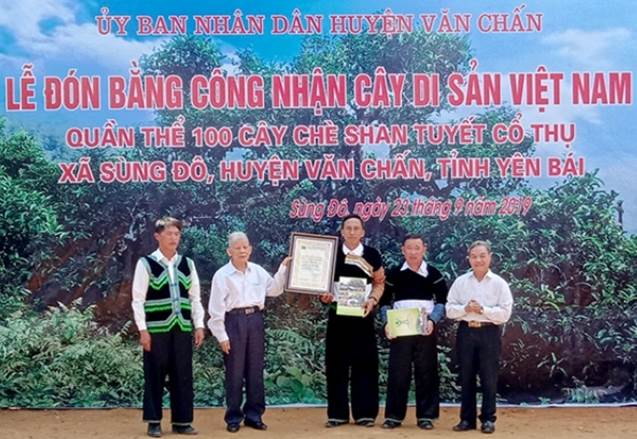 ỦY BAN NHÂN DÂN HUYỆN VĂN CHẤN
LỄ ĐÓN BẰNG CÔNG NHẬN CÂY DI SẢN VIỆT NAM
QUẦN THỂ 100 CÂY CHÈ SHAN TUYẾT CỔ THỤ
XÃ SÙNG ĐÔ, HUYỆN VĂN CHẤN, TỈNH YÊN BÁI
Sùng Đô, ngày 23 tháng 9 năm 2019